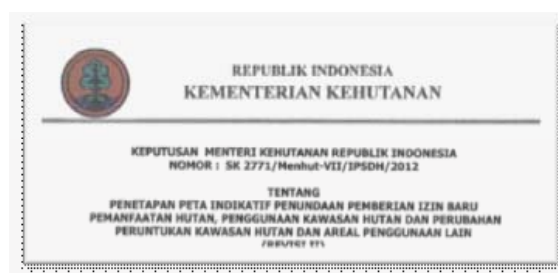 REPUBLIK INDONESIA
KEMENTERIAN KEHUTANAN
KEPUTUSAN MENTERI KEHUTANAN REPUBLIK INDONESIA
NOMOR : SK 2771/Menhut-VII/IPSDH/2012
TENTANG
PENETAPAN PETA INDIKATIF PENUNDAAN PEMBERIAN IZIN BARU
PEMANFAATAN HUTAN, PENGGUNAAN KAWASAN HUTAN DAN PERUBAHAN
PERUNTUKAN KAWASAN HUTAN DAN AREAL PENGGUNAAN LAIN
(REVISI II)